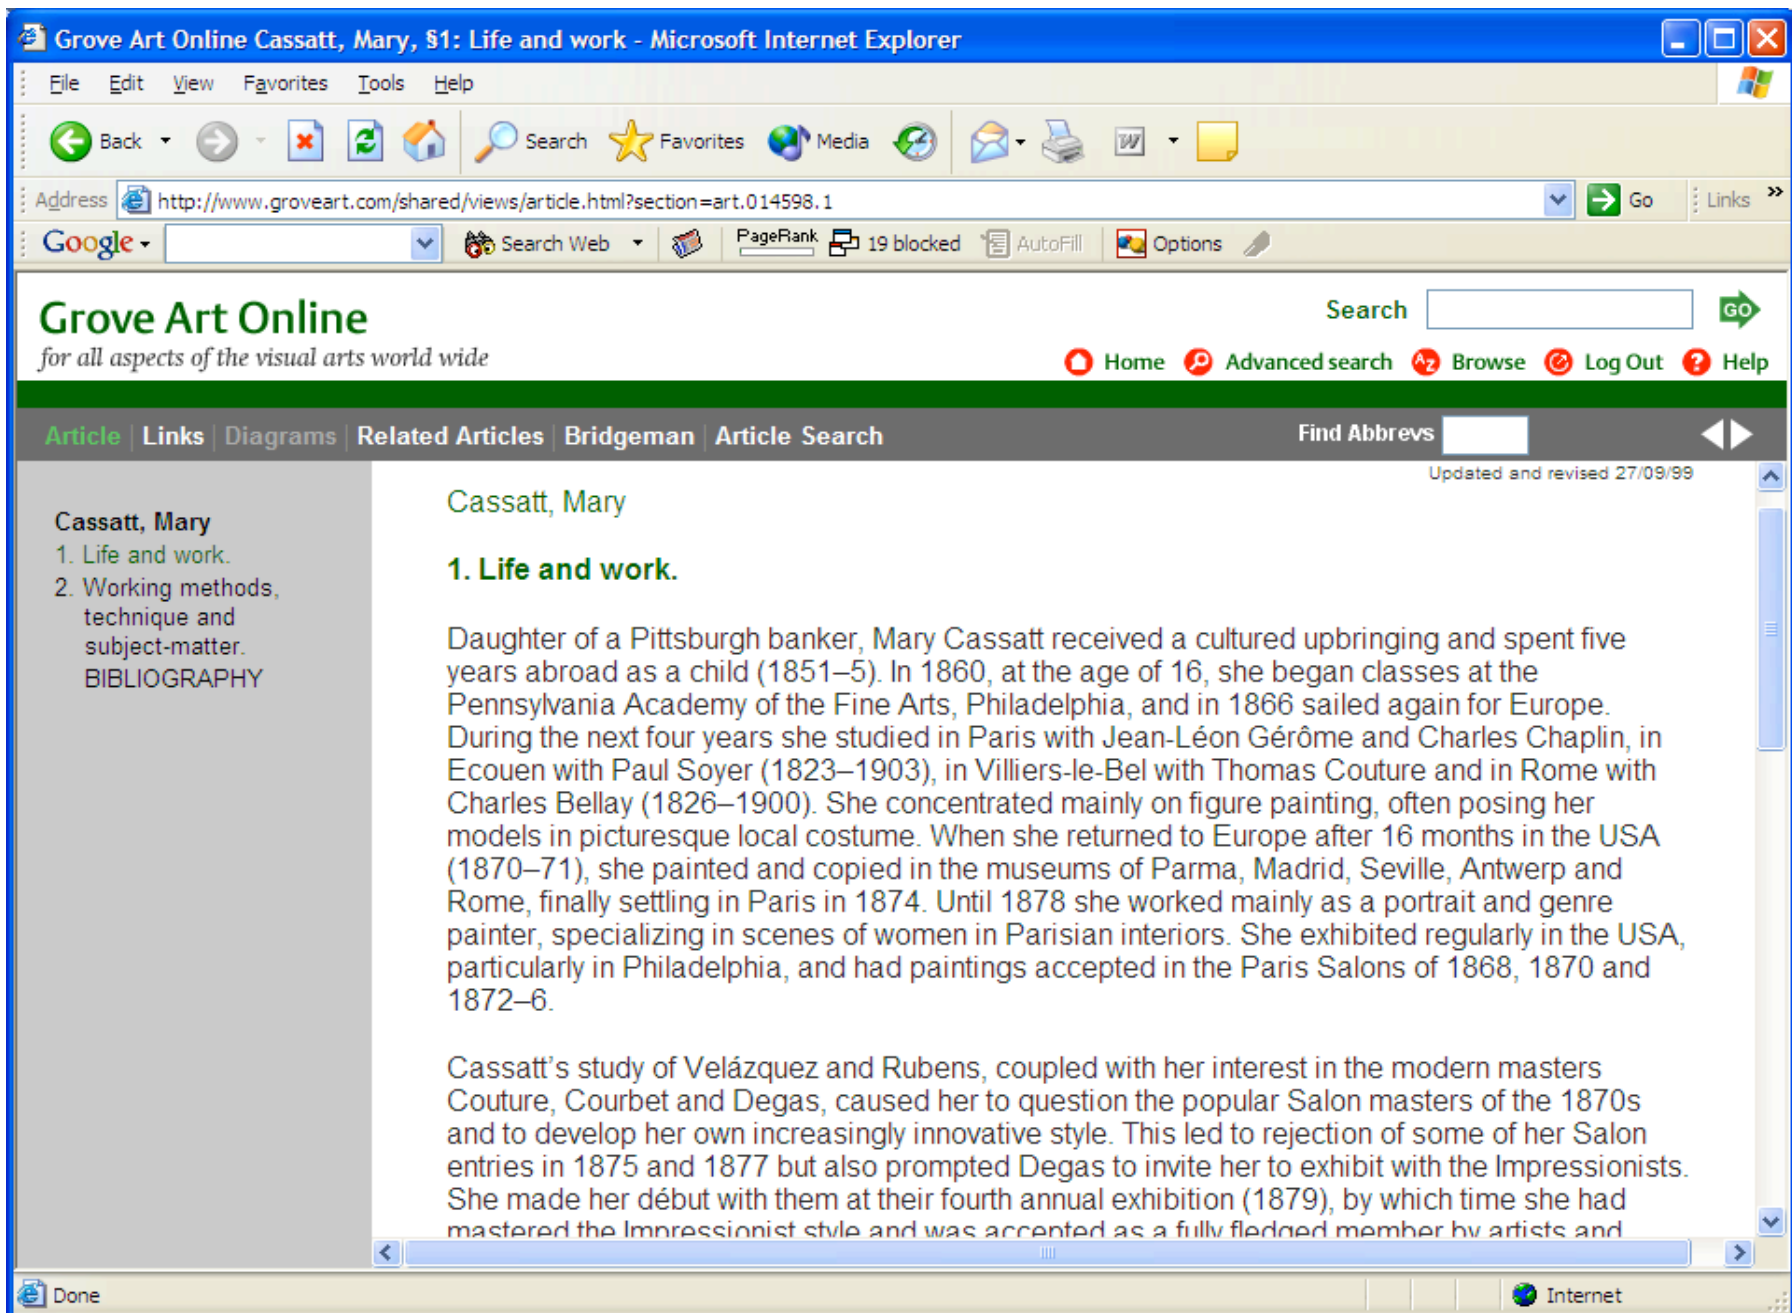 Grove Art Online Cassatt, Mary, §1: Life and work - Microsoft Internet Explorer
File Edit View Favorites Tools Help
Back Search Favorites Media
Address http://www.groveart.com/shared/views/article.html?section=art.014598.1 Go Links »
Google Search Web PageRank 19 blocked AutoFill Options
Grove Art Online
for all aspects of the visual arts world wide
Search GO
Home Advanced search AZ Browse Log Out ? Help
Article | Links | Diagrams | Related Articles | Bridgeman | Article Search Find Abbrevs
Updated and revised 27/09/99
Cassatt, Mary
1. Life and work.
2. Working methods,
technique and
subject-matter.
BIBLIOGRAPHY
Cassatt, Mary
1. Life and work.
Daughter of a Pittsburgh banker, Mary Cassatt received a cultured upbringing and spent five
years abroad as a child (1851–5). In 1860, at the age of 16, she began classes at the
Pennsylvania Academy of the Fine Arts, Philadelphia, and in 1866 sailed again for Europe.
During the next four years she studied in Paris with Jean-Léon Gérôme and Charles Chaplin, in
Ecouen with Paul Soyer (1823–1903), in Villiers-le-Bel with Thomas Couture and in Rome with
Charles Bellay (1826–1900). She concentrated mainly on figure painting, often posing her
models in picturesque local costume. When she returned to Europe after 16 months in the USA
(1870–71), she painted and copied in the museums of Parma, Madrid, Seville, Antwerp and
Rome, finally settling in Paris in 1874. Until 1878 she worked mainly as a portrait and genre
painter, specializing in scenes of women in Parisian interiors. She exhibited regularly in the USA,
particularly in Philadelphia, and had paintings accepted in the Paris Salons of 1868, 1870 and
1872–6.
Cassatt’s study of Velázquez and Rubens, coupled with her interest in the modern masters
Couture, Courbet and Degas, caused her to question the popular Salon masters of the 1870s
and to develop her own increasingly innovative style. This led to rejection of some of her Salon
entries in 1875 and 1877 but also prompted Degas to invite her to exhibit with the Impressionists.
She made her début with them at their fourth annual exhibition (1879), by which time she had
mastered the Impressionist style and was accepted as a fully fledged member by artists and
Done Internet